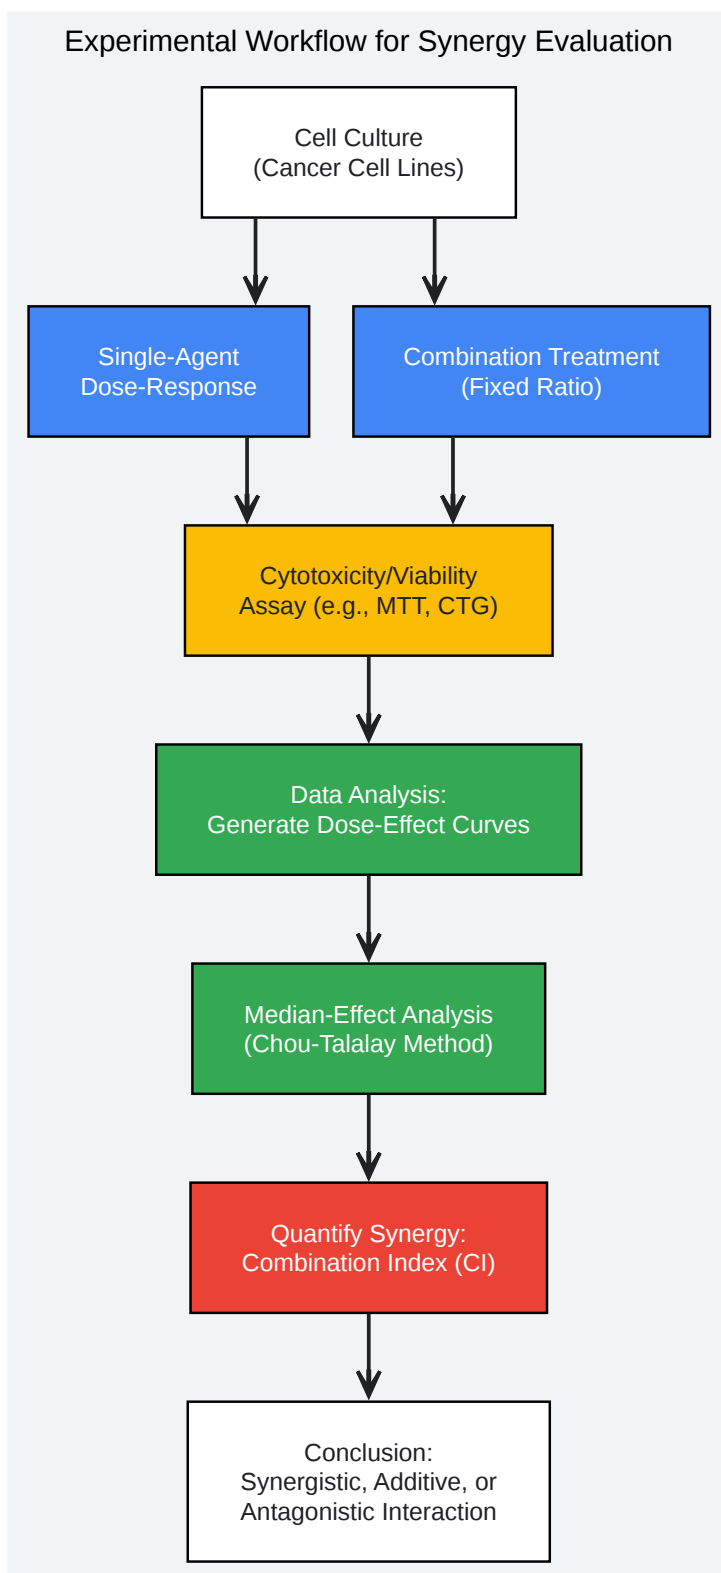 Experimental Workflow for Synergy Evaluation
Cell Culture
(Cancer Cell Lines)
Single-Agent
Dose-Response
Combination Treatment
(Fixed Ratio)
Cytotoxicity/Viability
Assay (e.g., MTT, CTG)
Data Analysis:
Generate Dose-Effect Curves
Median-Effect Analysis
(Chou-Talalay Method)
Quantify Synergy:
Combination Index (CI)
Conclusion:
Synergistic, Additive, or
Antagonistic Interaction